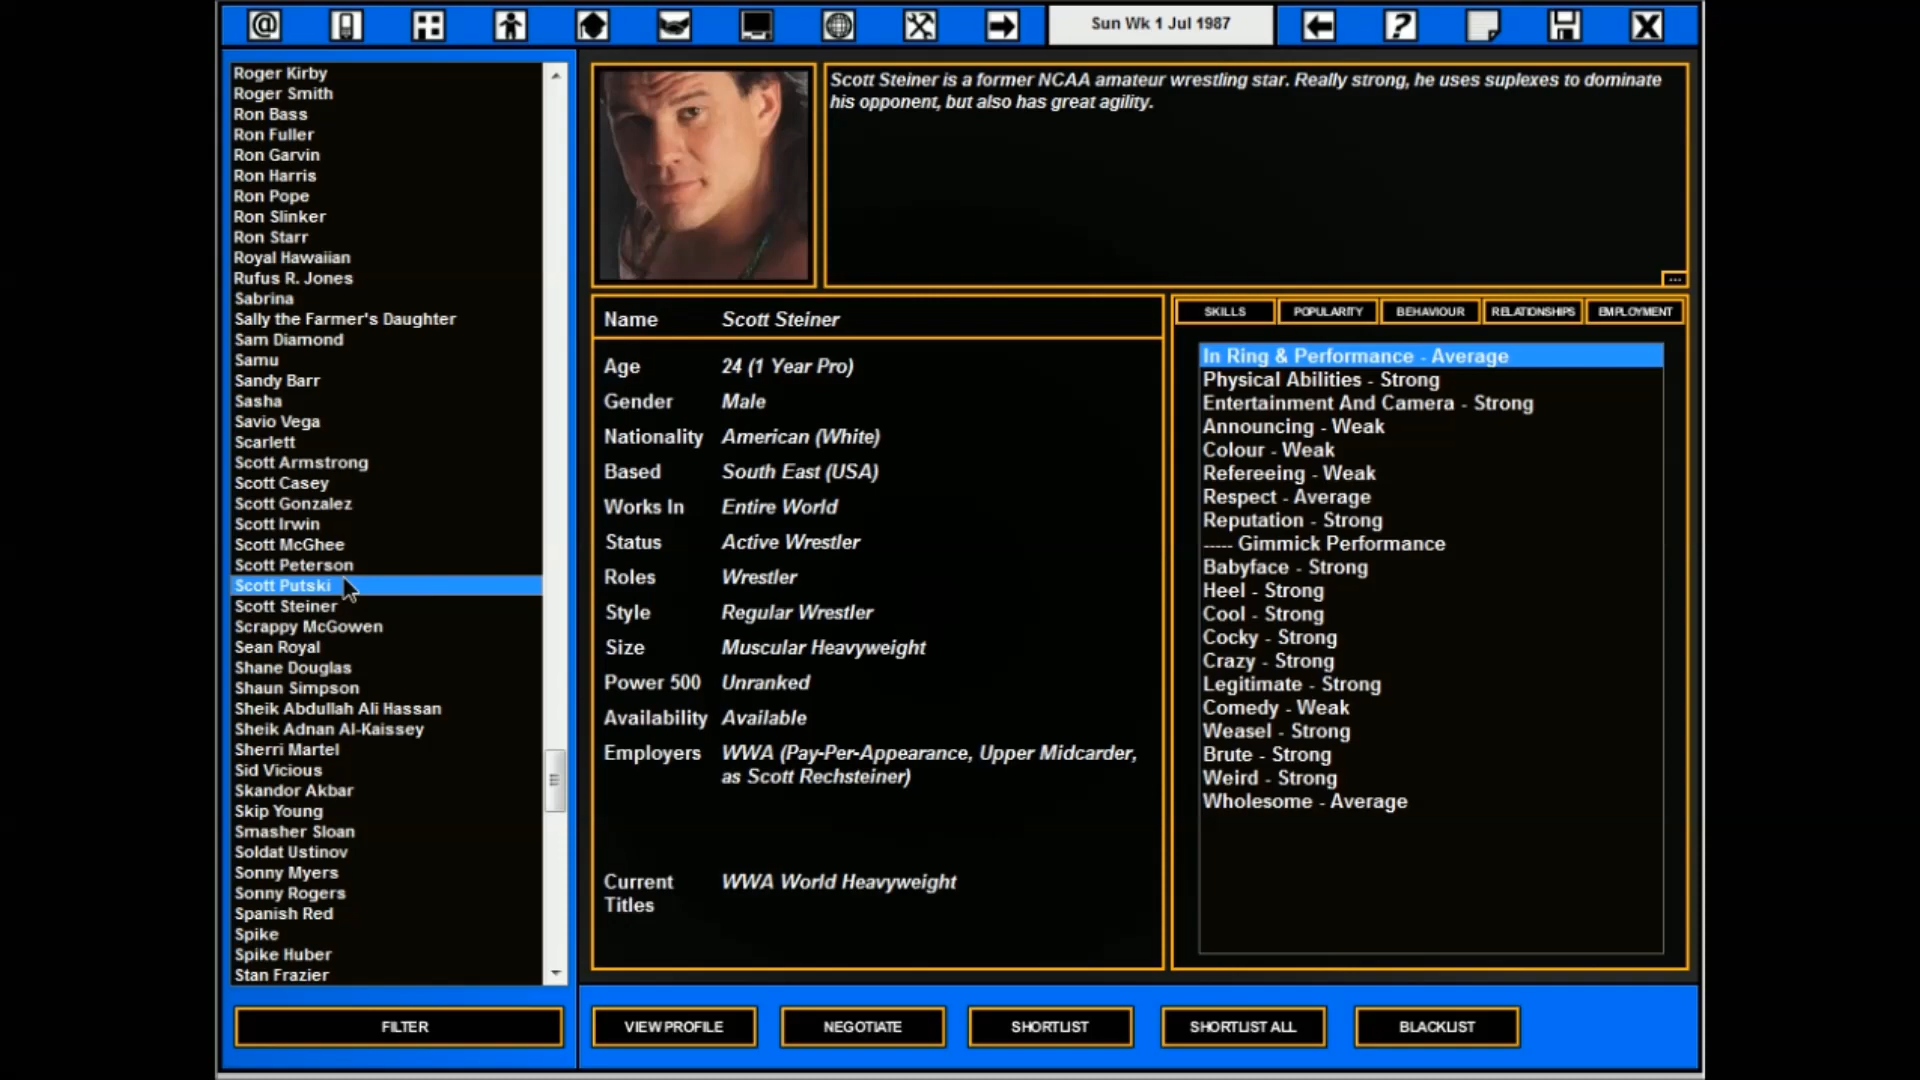 Sun Wk 1 Jul 1987
Roger Kirby
Roger Smith
Ron Bass
Ron Fuller
Ron Garvin
Ron Harris
Ron Pope
Ron Slinker
Ron Starr
Royal Hawaiian
Rufus R. Jones
Sabrina
Sally the Farmer's Daughter
Sam Diamond
Samu
Sandy Barr
Sasha
Savio Vega
Scarlett
Scott Armstrong
Scott Casey
Scott Gonzalez
Scott Irwin
Scott McGhee
Scott Peterson
Scott Putski
Scott Steiner
Scrappy McGowen
Sean Royal
Shane Douglas
Shaun Simpson
Sheik Abdullah Ali Hassan
Sheik Adnan Al-Kaissey
Sherri Martel
Sid Vicious
Skandor Akbar
Skip Young
Smasher Sloan
Soldat Ustinov
Sonny Myers
Sonny Rogers
Spanish Red
Spike
Spike Huber
Stan Frazier
FILTER
Scott Steiner is a former NCAA amateur wrestling star. Really strong, he uses suplexes to dominate
his opponent, but also has great agility.
...
Name Scott Steiner
Age 24 (1 Year Pro)
Gender Male
Nationality American (White)
Based South East (USA)
Works In Entire World
Status Active Wrestler
Roles Wrestler
Style Regular Wrestler
Size Muscular Heavyweight
Power 500 Unranked
Availability Available
Employers WWA (Pay-Per-Appearance, Upper Midcarder,
as Scott Rechsteiner)
Current WWA World Heavyweight
Titles
SKILLS POPULARITY BEHAVIOUR RELATIONSHIPS EMPLOYMENT
In Ring & Performance - Average
Physical Abilities - Strong
Entertainment And Camera - Strong
Announcing - Weak
Colour - Weak
Refereeing - Weak
Respect - Average
Reputation - Strong
----- Gimmick Performance
Babyface - Strong
Heel - Strong
Cool - Strong
Cocky - Strong
Crazy - Strong
Legitimate - Strong
Comedy - Weak
Weasel - Strong
Brute - Strong
Weird - Strong
Wholesome - Average
VIEW PROFILE NEGOTIATE SHORTLIST SHORTLIST ALL BLACKLIST